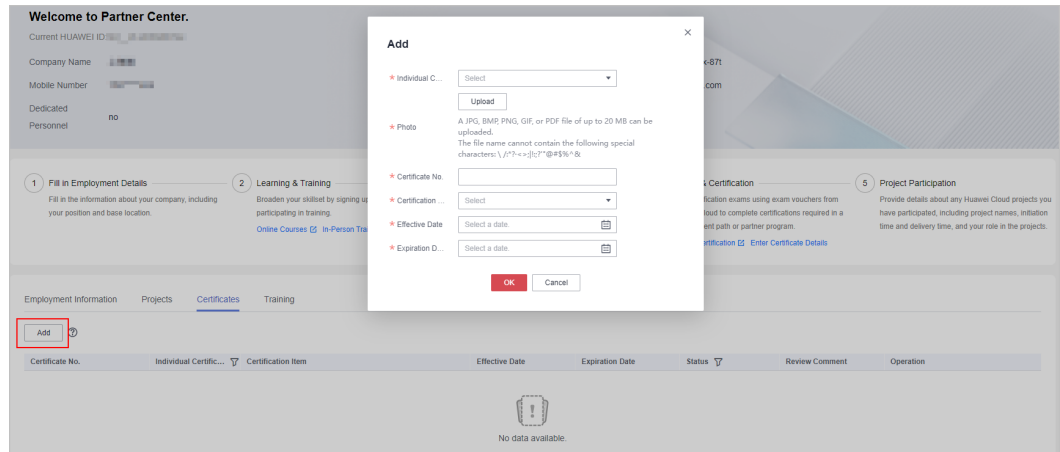 Welcome to Partner Center.
Current HUAWEI ID:
Company Name
x-87t
Mobile Number
.com
Dedicated
Personnel
no
Add
* Individual C...
Select
Upload
* Photo
A JPG, BMP, PNG, GIF, or PDF file of up to 20 MB can be
uploaded.
The file name cannot contain the following special
* Certificate No.
* Certification ...
Select
* Effective Date
Select a date.
* Expiration D...
Select a date.
OK
Cancel
1 Fill in Employment Details
Fill in the information about your company, including
your position and base location.
2 Learning & Training
Broaden your skillset by signing up
participating in training.
Online Courses In-Person Trai
& Certification
fication exams using exam vouchers from
loud to complete certifications required in a
ent path or partner program.
ertification Enter Certificate Details
5 Project Participation
Provide details about any Huawei Cloud projects you
have participated, including project names, initiation
time and delivery time, and your role in the projects.
Employment Information Projects Certificates Training
Add
Certificate No. Individual Certific... Certification Item Effective Date Expiration Date Status Review Comment Operation
No data available.